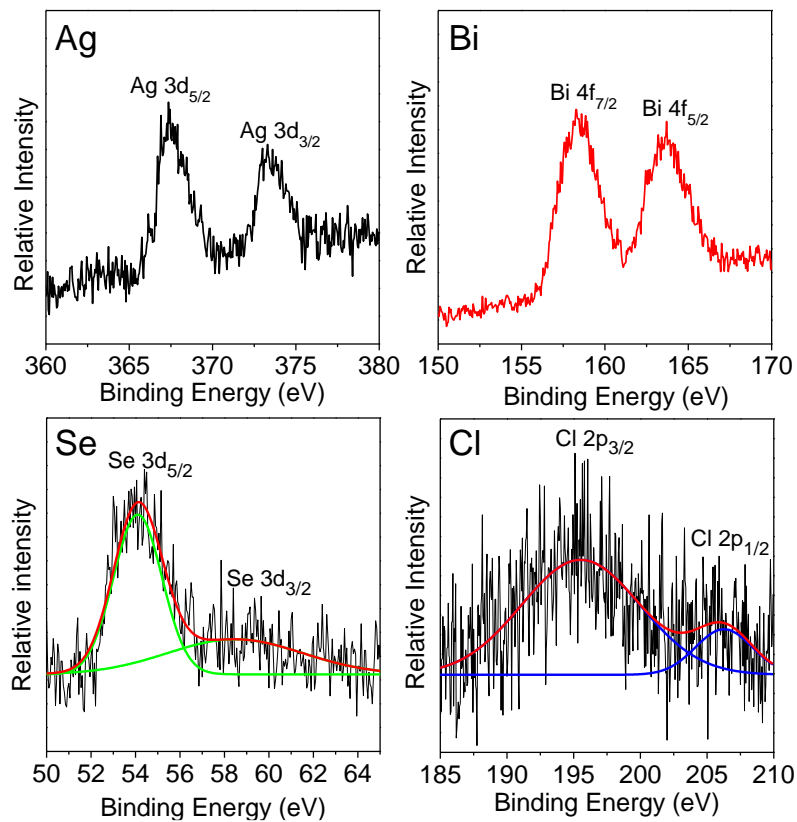 Ag
Ag 3d5/2
Ag 3d3/2
Relative Intensity
360 365 370 375 380
Binding Energy (eV)
Bi
Bi 4f7/2
Bi 4f5/2
Relative Intensity
150 155 160 165 170
Binding Energy (eV)
Se
Se 3d5/2
Se 3d3/2
Relative intensity
50 52 54 56 58 60 62 64
Binding Energy (eV)
Cl
Cl 2p3/2
Cl 2p1/2
Relative Intensity
185 190 195 200 205 210
Binding Energy (eV)